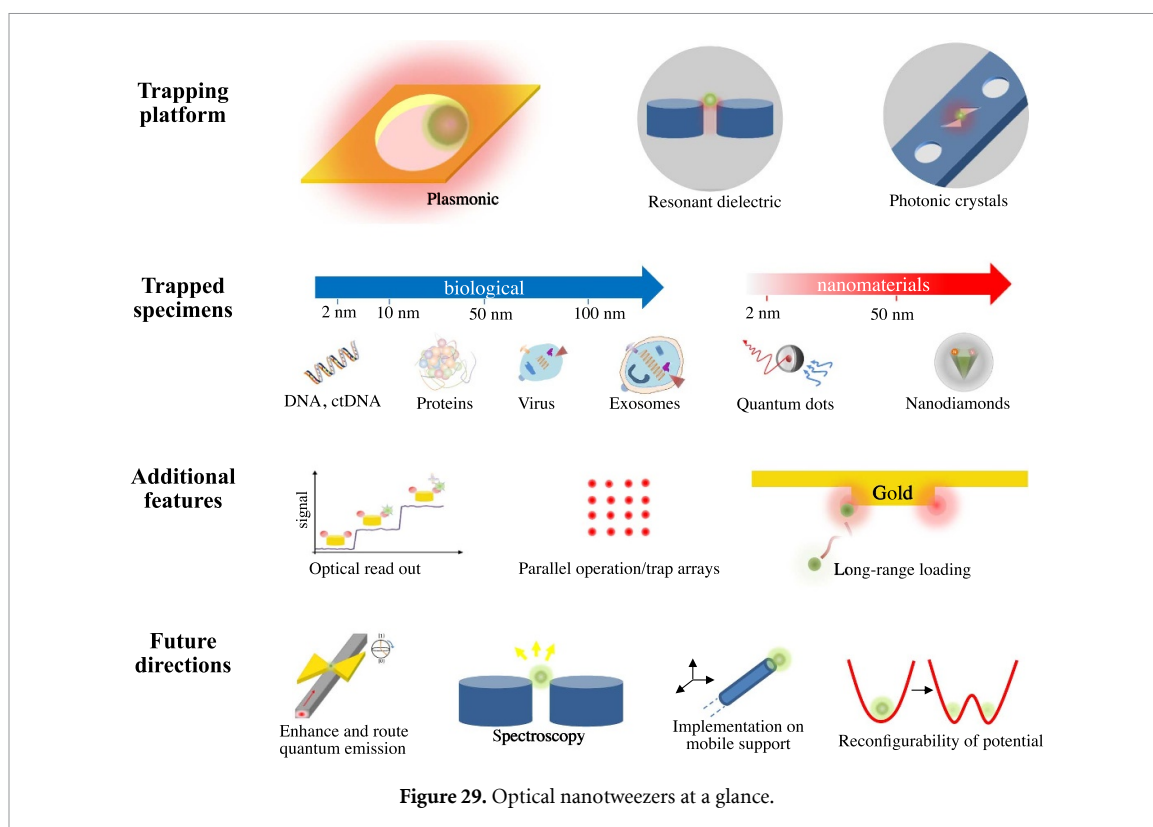 Trapping
platform
Plasmonic
Resonant dielectric
Photonic crystals
Trapped
specimens
biological
2 nm
10 nm
50 nm
100 nm
nanomaterials
2 nm
50 nm
DNA, ctDNA
Proteins
Virus
Exosomes
Quantum dots
Nanodiamonds
Additional
features
signal
Optical read out
Parallel operation/trap arrays
Gold
Long-range loading
Future
directions
|1⟩
|0⟩
Enhance and route
quantum emission
Spectroscopy
Implementation on
mobile support
Reconfigurability of potential
Figure 29. Optical nanotweezers at a glance.